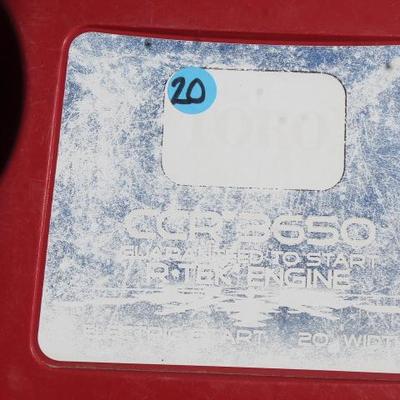 20
TORO
CCR 3650
GUARANTEED TO START
R·TEK ENGINE
ELECTRIC START 20" WIDTH